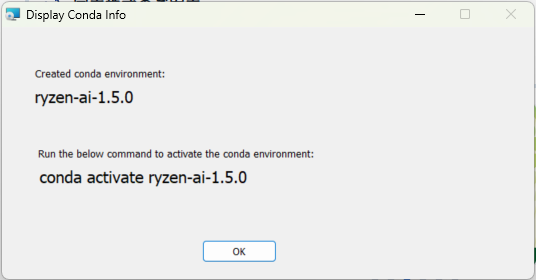 Display Conda Info
Created conda environment:
ryzen-ai-1.5.0
Run the below command to activate the conda environment:
conda activate ryzen-ai-1.5.0
OK